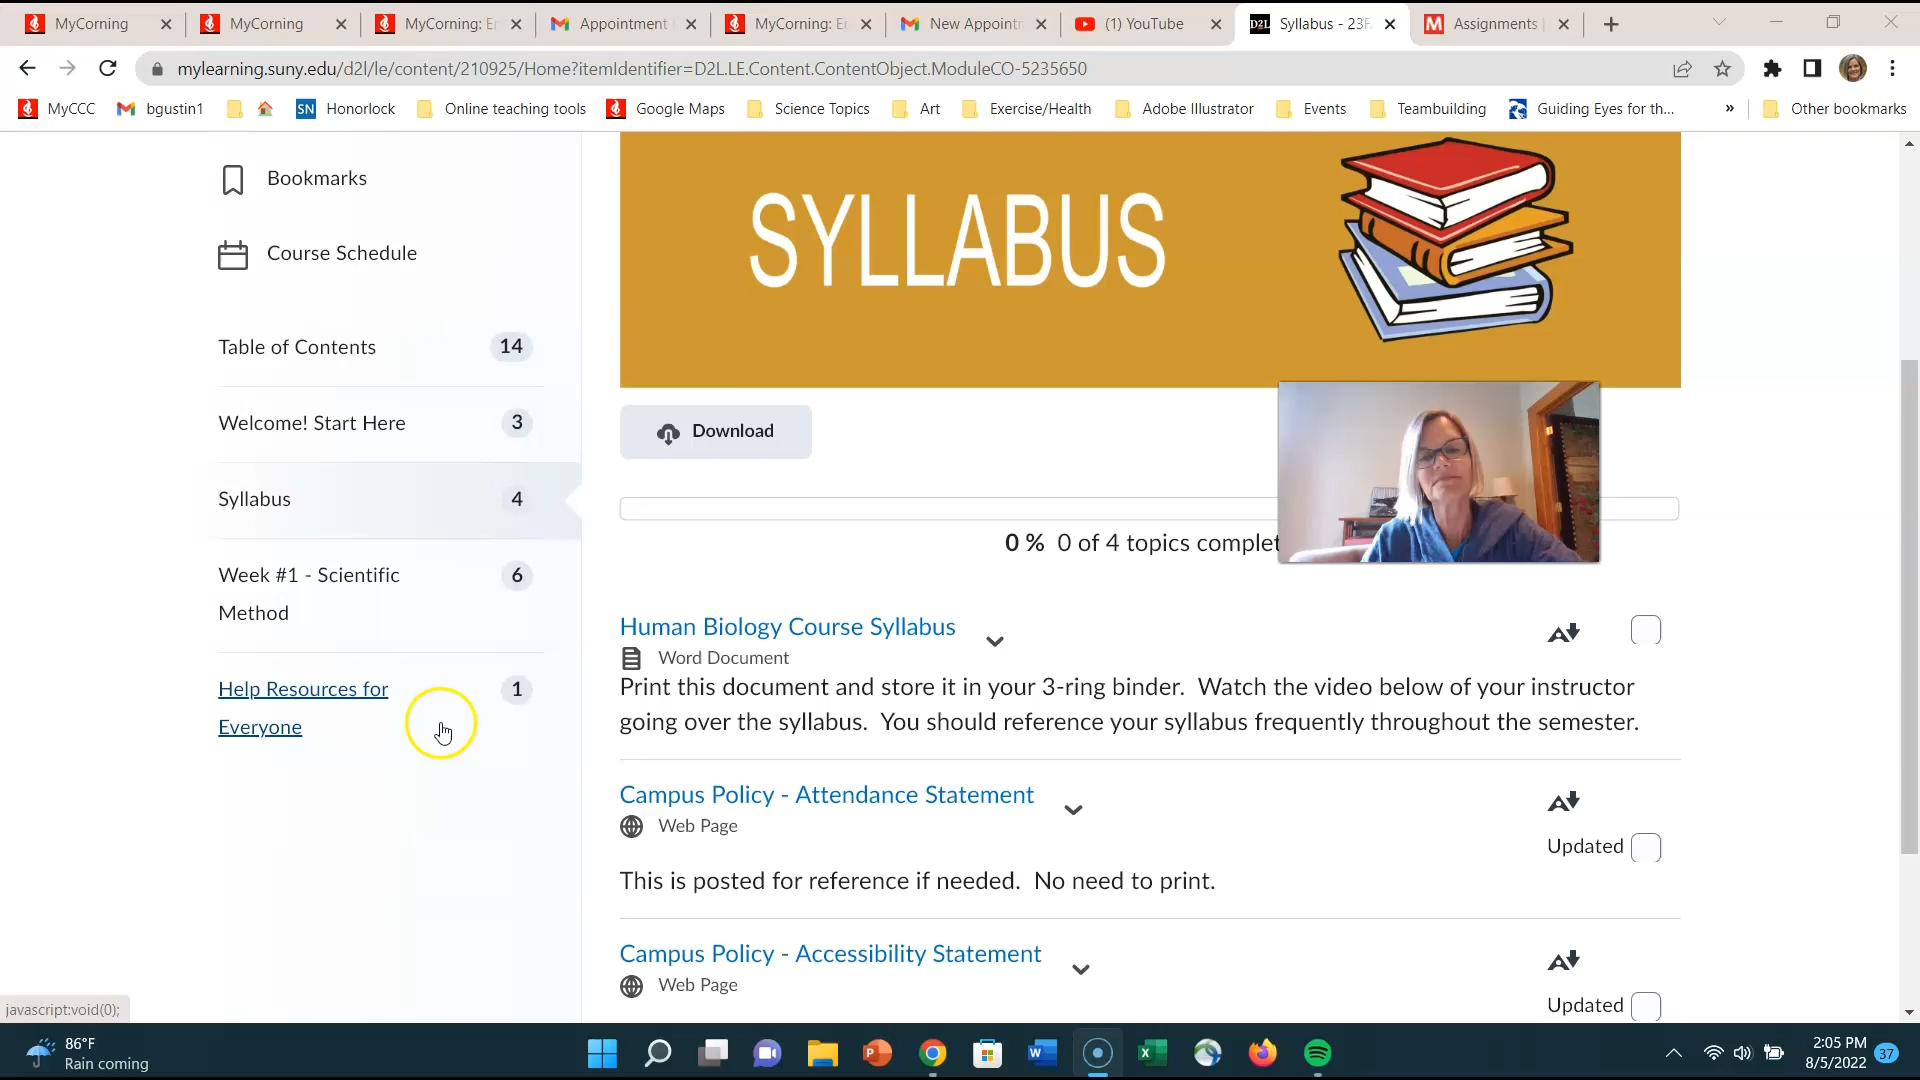 MyCorning
MyCorning
MyCorning: E
Appointment
MyCorning: E
New Appoint
(1) YouTube
D2L Syllabus - 23F
Assignments
mylearning.suny.edu/d2l/le/content/210925/Home?itemIdentifier=D2L.LE.Content.ContentObject.ModuleCO-5235650
MyCCC
bgustin1
SN Honorlock
Online teaching tools
Google Maps
Science Topics
Art
Exercise/Health
Adobe Illustrator
Events
Teambuilding
Guiding Eyes for th...
»
Other bookmarks
Bookmarks
Course Schedule
Table of Contents 14
Welcome! Start Here 3
Syllabus 4
Week #1 - Scientific 6
Method
Help Resources for 1
Everyone
SYLLABUS
Download
0 % 0 of 4 topics complet
Human Biology Course Syllabus
Word Document
Print this document and store it in your 3-ring binder. Watch the video below of your instructor
going over the syllabus. You should reference your syllabus frequently throughout the semester.
Campus Policy - Attendance Statement
Web Page
Updated
This is posted for reference if needed. No need to print.
Campus Policy - Accessibility Statement
Web Page
Updated
javascript:void(0);
86°F
Rain coming
2:05 PM
8/5/2022
37